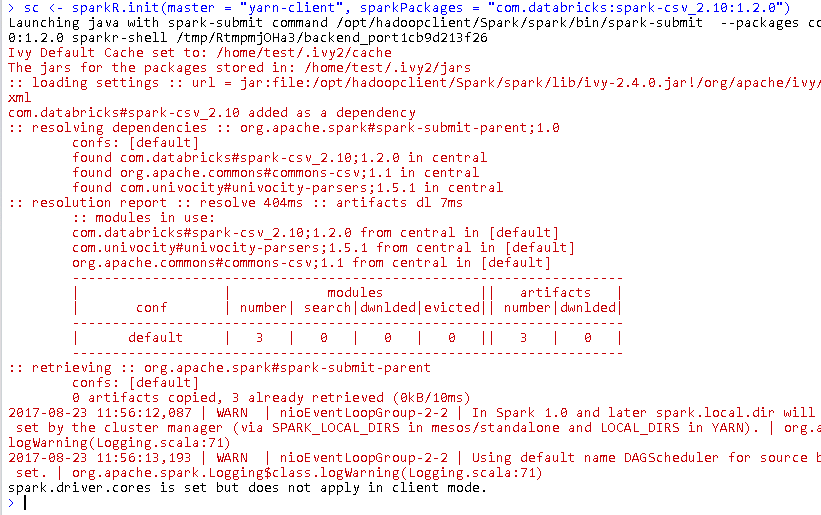 > sc <- sparkR.init(master = "yarn-client", sparkPackages = "com.databricks:spark-csv_2.10:1.2.0")
Launching java with spark-submit command /opt/hadoopclient/Spark/spark/bin/spark-submit --packages co
0:1.2.0 sparkr-shell /tmp/RtmpmjOHa3/backend_port1cb9d213f26
Ivy Default Cache set to: /home/test/.ivy2/cache
The jars for the packages stored in: /home/test/.ivy2/jars
:: loading settings :: url = jar:file:/opt/hadoopclient/Spark/spark/lib/ivy-2.4.0.jar!/org/apache/ivy/
xml
com.databricks#spark-csv_2.10 added as a dependency
:: resolving dependencies :: org.apache.spark#spark-submit-parent;1.0
confs: [default]
found com.databricks#spark-csv_2.10;1.2.0 in central
found org.apache.commons#commons-csv;1.1 in central
found com.univocity#univocity-parsers;1.5.1 in central
:: resolution report :: resolve 404ms :: artifacts dl 7ms
:: modules in use:
com.databricks#spark-csv_2.10;1.2.0 from central in [default]
com.univocity#univocity-parsers;1.5.1 from central in [default]
org.apache.commons#commons-csv;1.1 from central in [default]
---------------------------------------------------------------------
| | modules || artifacts |
| conf | number| search|dwnlded|evicted|| number|dwnlded|
---------------------------------------------------------------------
| default | 3 | 0 | 0 | 0 || 3 | 0 |
---------------------------------------------------------------------
:: retrieving :: org.apache.spark#spark-submit-parent
confs: [default]
0 artifacts copied, 3 already retrieved (0kB/10ms)
2017-08-23 11:56:12,087 | WARN | nioEventLoopGroup-2-2 | In Spark 1.0 and later spark.local.dir will
set by the cluster manager (via SPARK_LOCAL_DIRS in mesos/standalone and LOCAL_DIRS in YARN). | org.a
logWarning(Logging.scala:71)
2017-08-23 11:56:13,193 | WARN | nioEventLoopGroup-2-2 | Using default name DAGScheduler for source b
set. | org.apache.spark.Logging$class.logWarning(Logging.scala:71)
spark.driver.cores is set but does not apply in client mode.
>